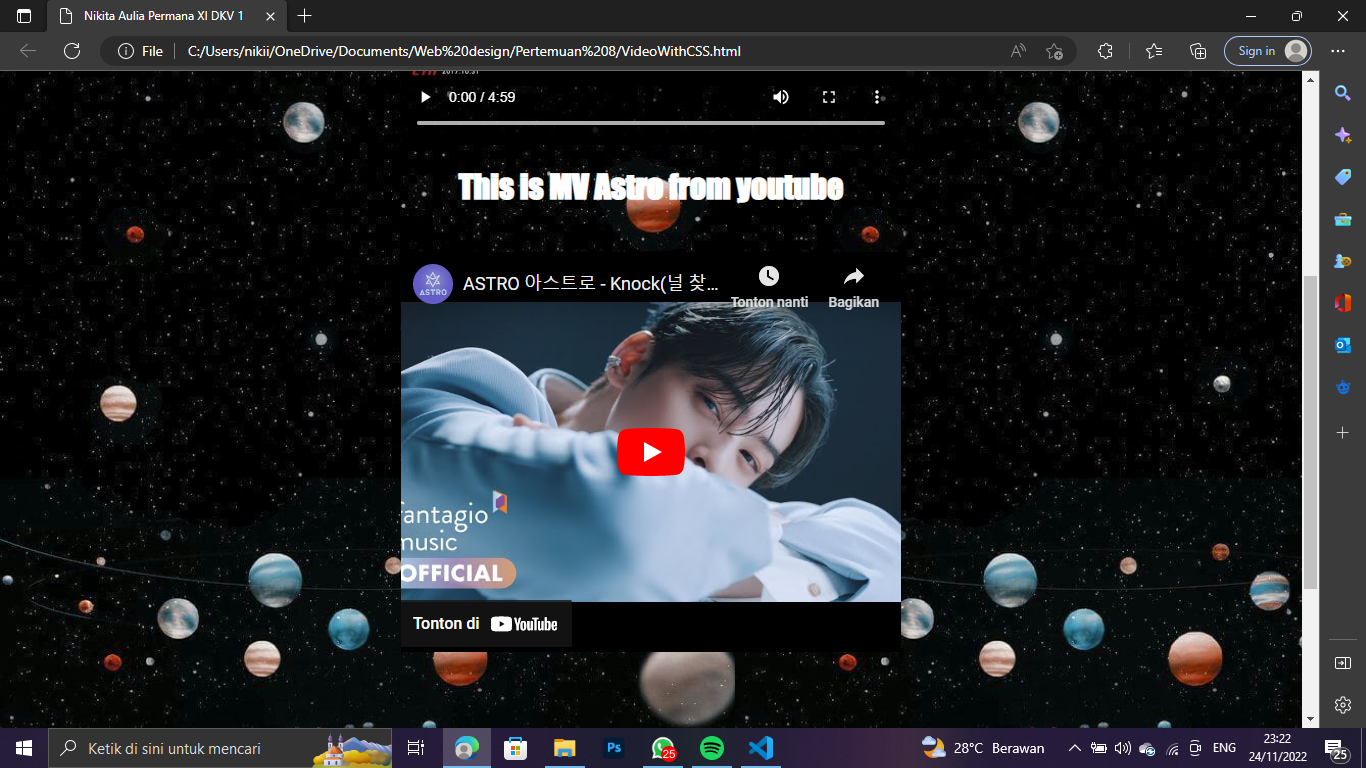 Nikita Aulia Permana XI DKV 1
File
C:/Users/nikii/OneDrive/Documents/Web%20design/Pertemuan%208/VideoWithCSS.html
Sign in
0:00 / 4:59
This is MV Astro from youtube
ASTRO
ASTRO 아스트로 - Knock(널 찾...
Tonton nanti
Bagikan
fantagio
music
OFFICIAL
Tonton di YouTube
Ketik di sini untuk mencari
Ps
25
28°C Berawan
ENG
23:22
24/11/2022
25